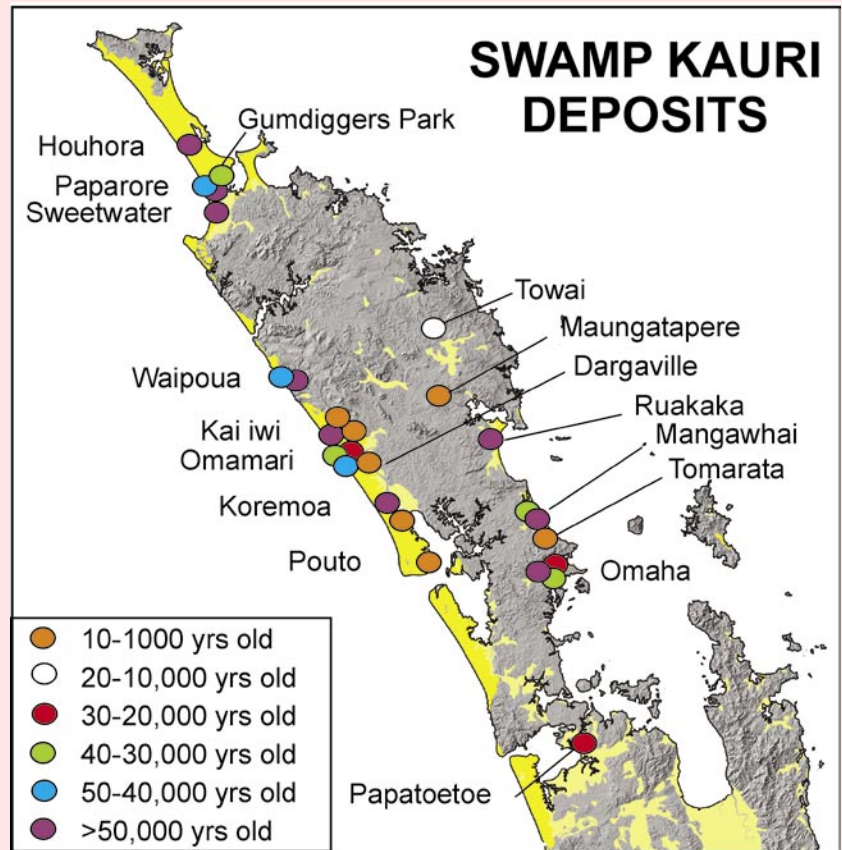 SWAMP KAURI
DEPOSITS
Gumdiggers Park
Houhora
Paparore
Sweetwater
Towai
Maungatapere
Dargaville
Waipoua
Ruakaka
Kai iwi
Mangawhai
Omamari
Tomarata
Koremoa
Pouto
Omaha
10-1000 yrs old
20-10,000 yrs old
30-20,000 yrs old
40-30,000 yrs old
50-40,000 yrs old
>50,000 yrs old
Papatoetoe